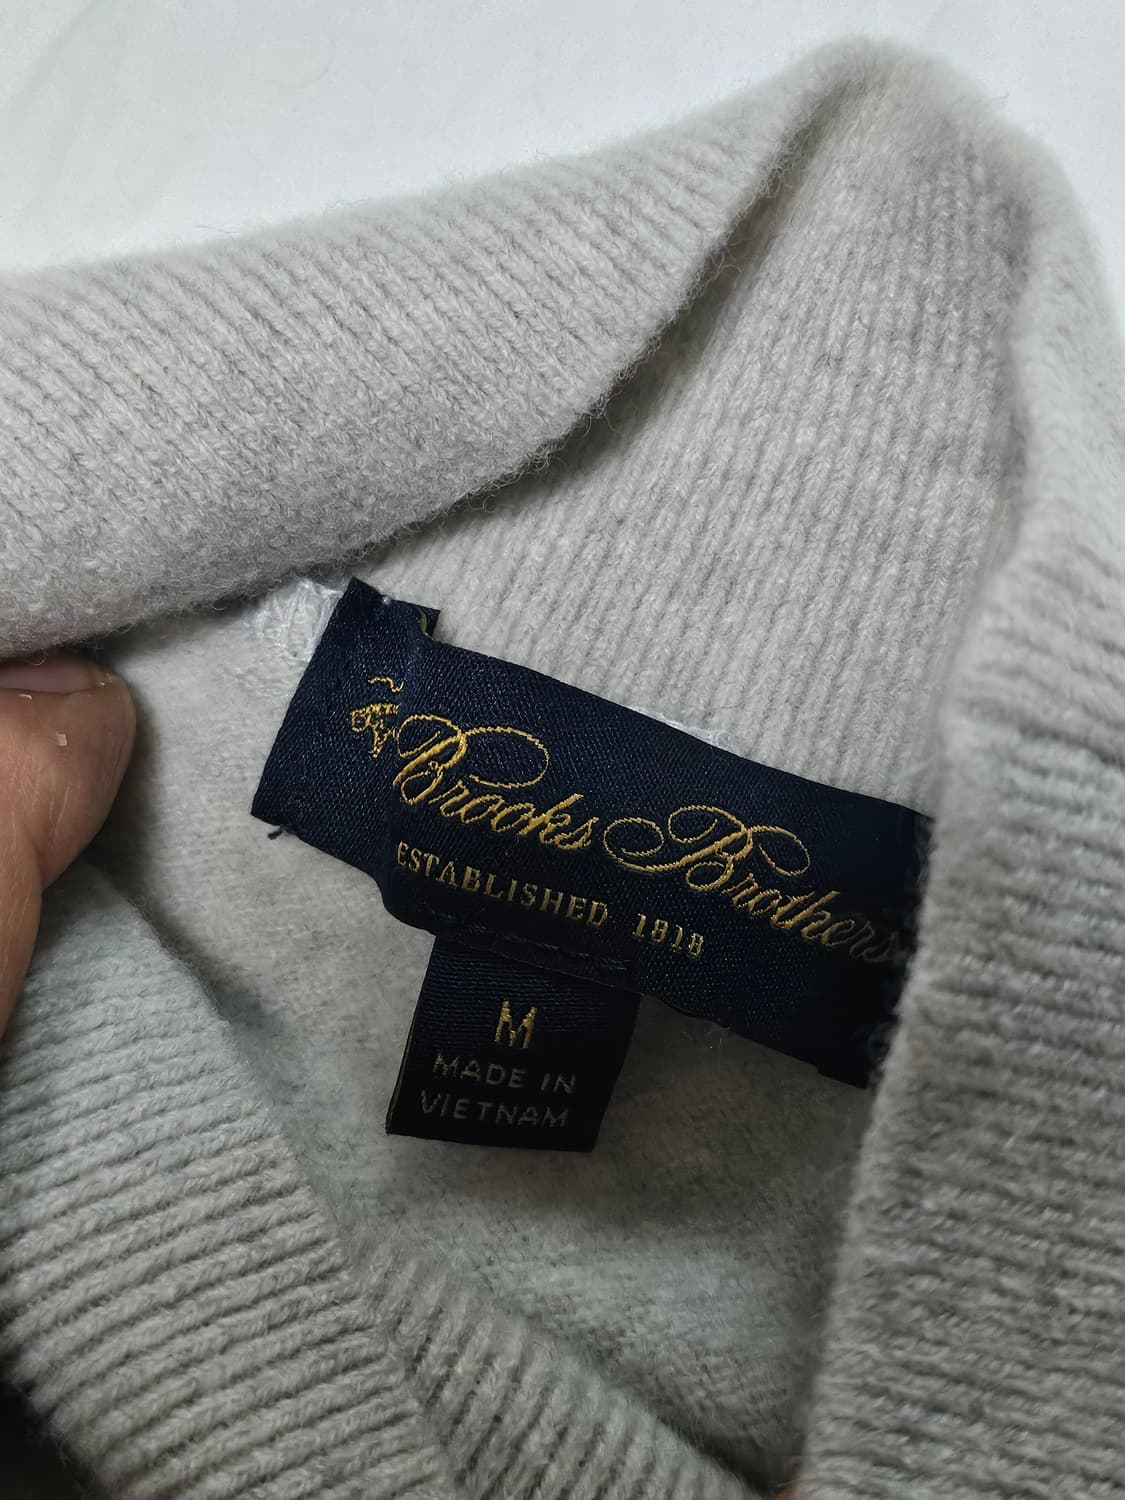 Brooks Brothers
ESTABLISHED 1818
M
MADE IN
VIETNAM